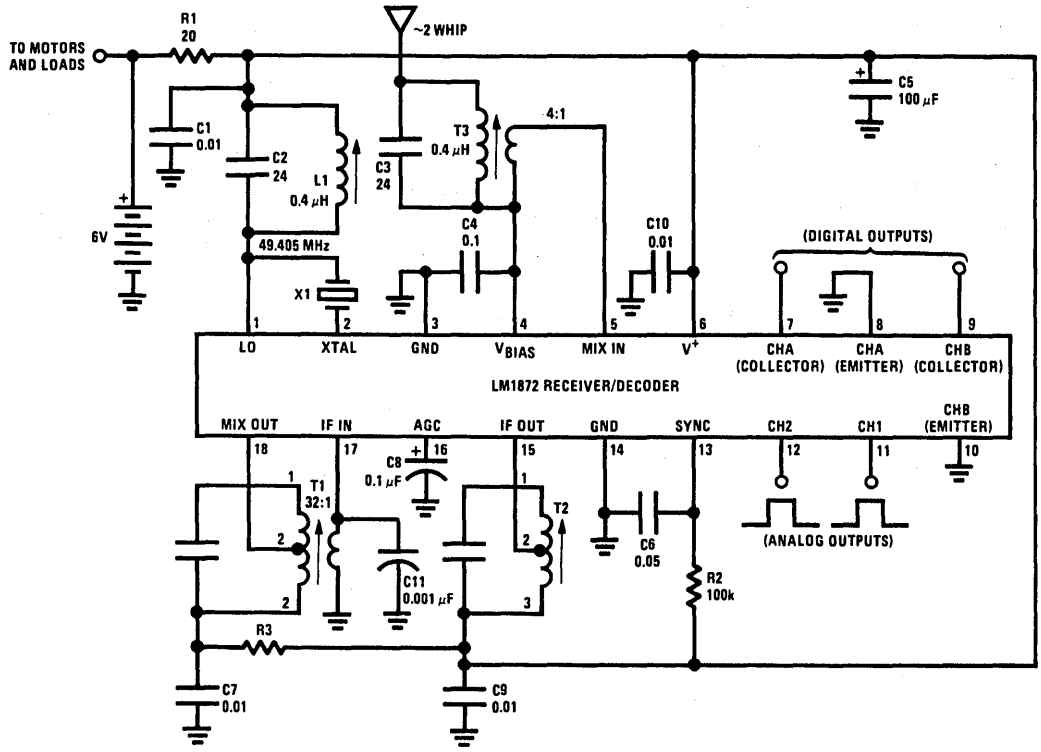 ~2 WHIP
R1
20
TO MOTORS
AND LOADS
C1
0.01
C2
24
L1
0.4 µH
C3
24
T3
0.4 µH
4:1
C5
100 µF
+
+
6V
49.405 MHz
X1
C4
0.1
C10
0.01
(DIGITAL OUTPUTS)
1
2
3
4
5
6
7
8
9
LO
XTAL
GND
VBIAS
MIX IN
V+
CHA
(COLLECTOR)
CHA
(EMITTER)
CHB
(COLLECTOR)
LM1872 RECEIVER/DECODER
MIX OUT
IF IN
AGC
IF OUT
GND
SYNC
CH2
CH1
CHB
(EMITTER)
18
17
16
15
14
13
12
11
10
+
C8
0.1 µF
1
T1
32:1
2
2
C11
0.001 µF
1
T2
2
3
C6
0.05
R2
100k
(ANALOG OUTPUTS)
R3
C7
0.01
C9
0.01